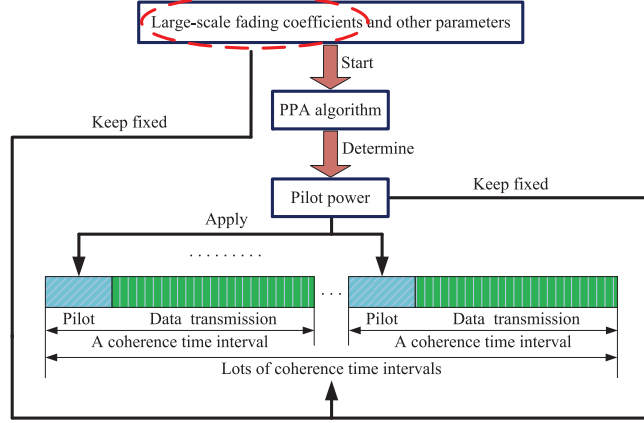 Large-scale fading coefficients and other parameters
Start
Keep fixed
PPA algorithm
Determine
Pilot power
Keep fixed
Apply
. . . . . . . . .
. . .
Pilot Data transmission Pilot Data transmission
A coherence time interval A coherence time interval
Lots of coherence time intervals